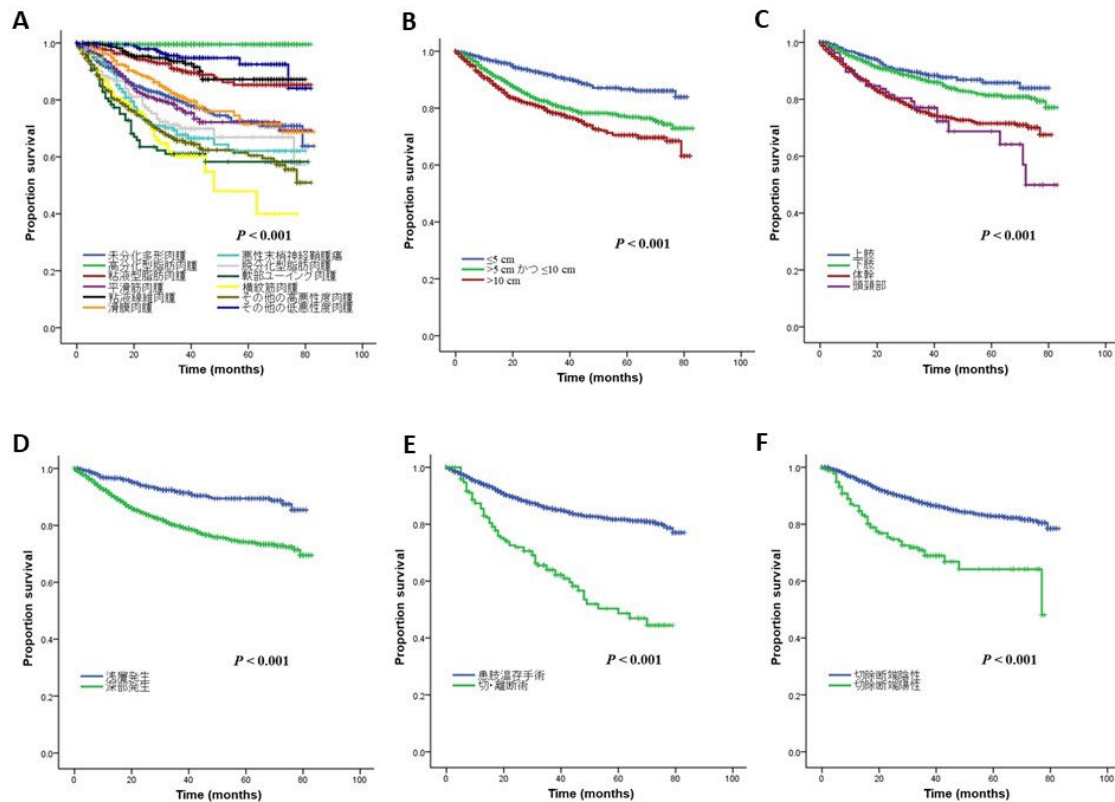 A
Proportion survival
1.0
0.8
0.6
0.4
0.2
0.0
P < 0.001
未分化多形肉腫
高分化型脂肪肉腫
粘液型脂肪肉腫
平滑筋肉腫
粘液線維肉腫
滑膜肉腫
悪性末梢神経鞘腫瘍
脱分化型脂肪肉腫
軟部ユーイング肉腫
横紋筋肉腫
その他の高悪性度肉腫
その他の低悪性度肉腫
0 20 40 60 80 100
Time (months)
B
Proportion survival
1.0
0.8
0.6
0.4
0.2
0.0
P < 0.001
≤5 cm
>5 cm かつ ≤10 cm
>10 cm
0 20 40 60 80 100
Time (months)
C
Proportion survival
1.0
0.8
0.6
0.4
0.2
0.0
P < 0.001
上肢
下肢
体幹
頭頚部
0 20 40 60 80 100
Time (months)
D
Proportion survival
1.0
0.8
0.6
0.4
0.2
0.0
P < 0.001
浅層発生
深部発生
0 20 40 60 80 100
Time (months)
E
Proportion survival
1.0
0.8
0.6
0.4
0.2
0.0
P < 0.001
患肢温存手術
切・離断術
0 20 40 60 80 100
Time (months)
F
Proportion survival
1.0
0.8
0.6
0.4
0.2
0.0
P < 0.001
切除断端陰性
切除断端陽性
0 20 40 60 80 100
Time (months)